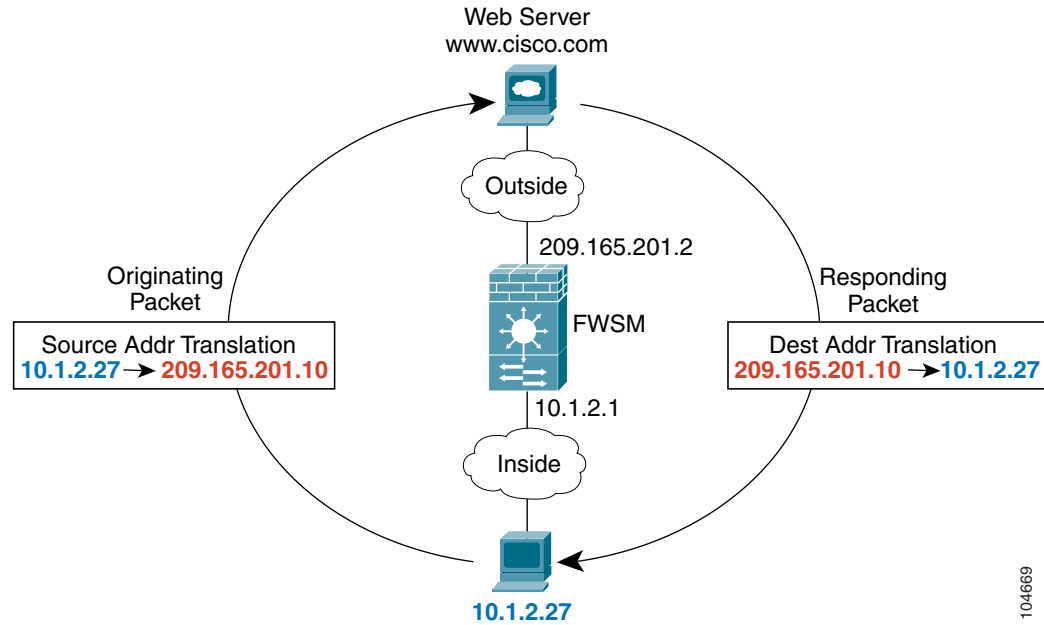 Web Server
www.cisco.com
Outside
209.165.201.2
Originating
Packet
Responding
Packet
FWSM
Source Addr Translation
10.1.2.27 → 209.165.201.10
Dest Addr Translation
209.165.201.10 → 10.1.2.27
10.1.2.1
Inside
10.1.2.27
104669